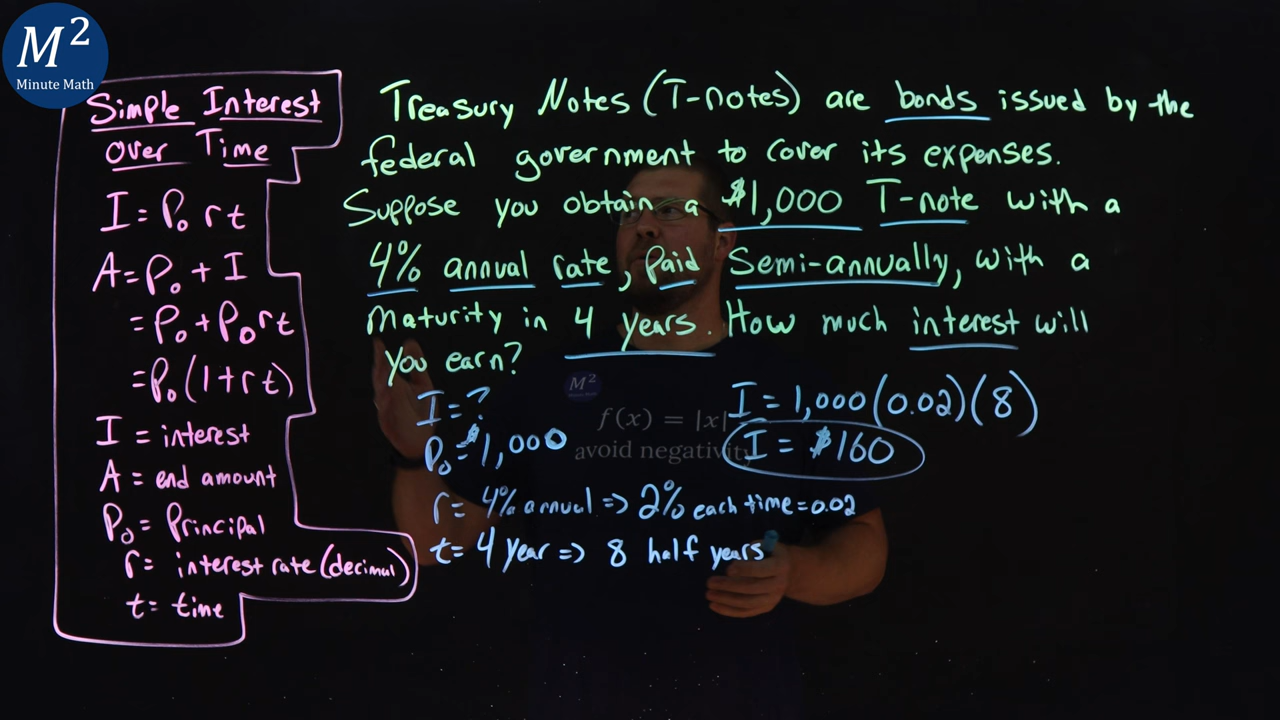 M²
Minute Math
Simple Interest
over Time
I = P₀ r t
A = P₀ + I
= P₀ + P₀ r t
= P₀ (1 + r t)
I = interest
A = end amount
P₀ = Principal
r = interest rate (decimal)
t = time
Treasury Notes (T-notes) are bonds issued by the
federal government to cover its expenses.
Suppose you obtain a $1,000 T-note with a
4% annual rate, paid semi-annually, with a
maturity in 4 years. How much interest will
you earn?
I = ?
P₀ = $1,000
r = 4% annual => 2% each time = 0.02
t = 4 year => 8 half years
I = 1,000 (0.02)(8)
I = $160
M²
f(x) = |x|
avoid negativity